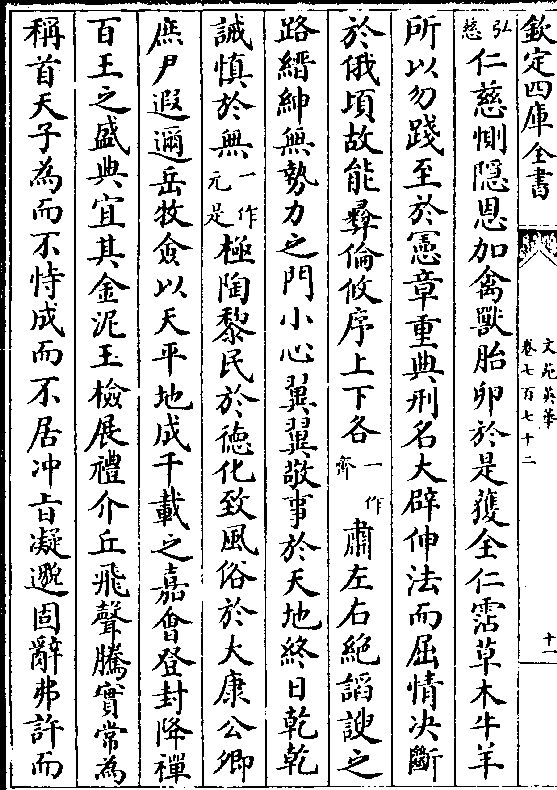 欽定四庫全書
文苑英華
卷七百七十二
十一
弘慈仁慈惻隱恩加禽獸胎卵於是獲全仁霑草木牛羊
所以勿踐至於憲章重典刑名大辟伸法而屈情决斷
於俄頃故能彝倫攸序上下各一作齊肅左右絶謟諛之
路縉紳無勢力之門小心翼翼敬事於天地終日乾乾
誡慎於無一作元是極陶黎民於德化致風俗於大康公卿
庶尹遐邇岳牧僉以天平地成千載之嘉會登封降禪
百王之盛典宜其金泥玉檢展禮介丘飛聲騰實常為
稱首天子為而不恃成而不居冲旨凝邈固辭弗許而